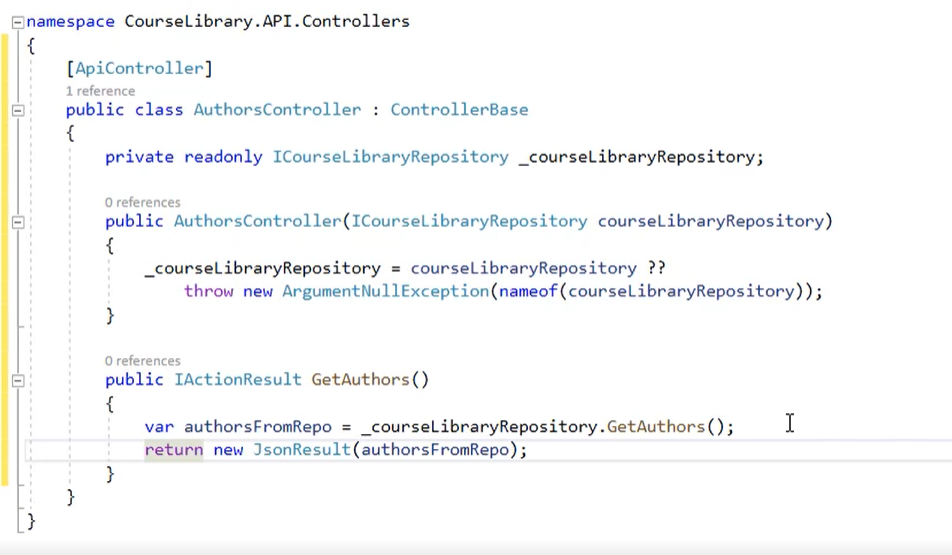 namespace CourseLibrary.API.Controllers
{
[ApiController]
1 reference
public class AuthorsController : ControllerBase
{
private readonly ICourseLibraryRepository _courseLibraryRepository;
0 references
public AuthorsController(ICourseLibraryRepository courseLibraryRepository)
{
_courseLibraryRepository = courseLibraryRepository ??
throw new ArgumentNullException(nameof(courseLibraryRepository));
}
0 references
public IActionResult GetAuthors()
{
var authorsFromRepo = _courseLibraryRepository.GetAuthors();
return new JsonResult(authorsFromRepo);
}
}
}